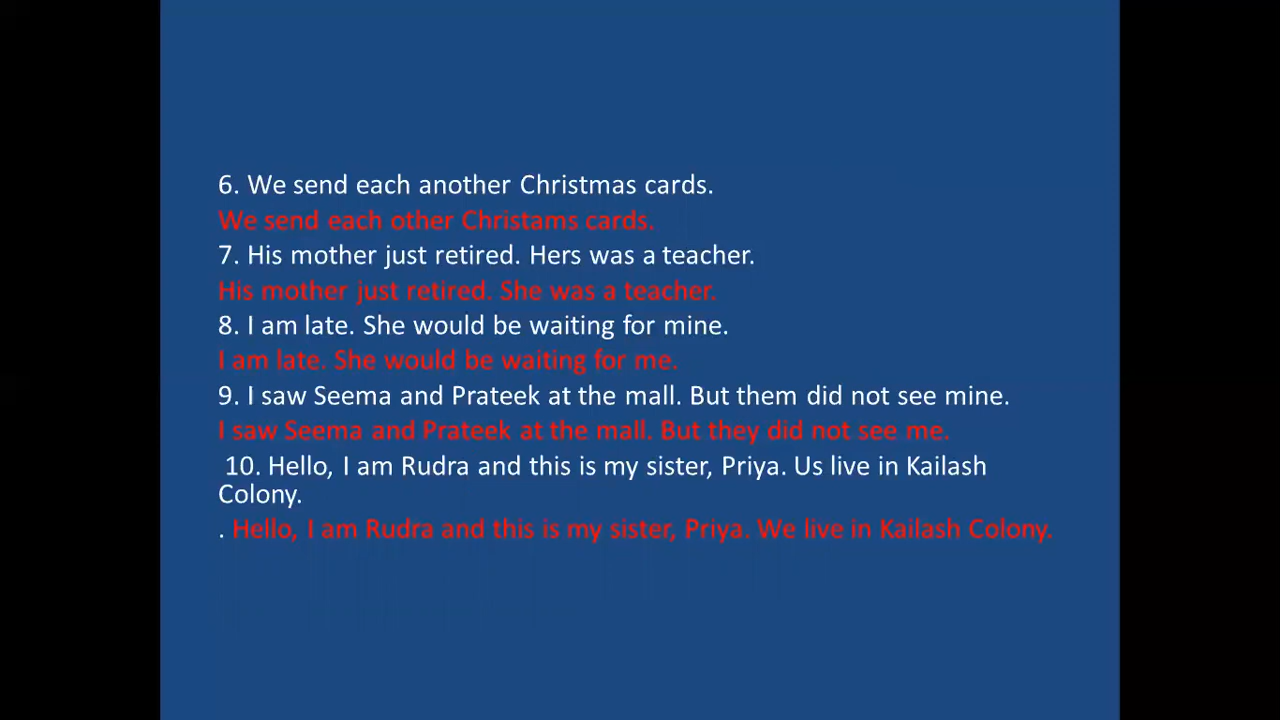 6. We send each another Christmas cards.
We send each other Christams cards.
7. His mother just retired. Hers was a teacher.
His mother just retired. She was a teacher.
8. I am late. She would be waiting for mine.
I am late. She would be waiting for me.
9. I saw Seema and Prateek at the mall. But them did not see mine.
I saw Seema and Prateek at the mall. But they did not see me.
10. Hello, I am Rudra and this is my sister, Priya. Us live in Kailash
Colony.
. Hello, I am Rudra and this is my sister, Priya. We live in Kailash Colony.